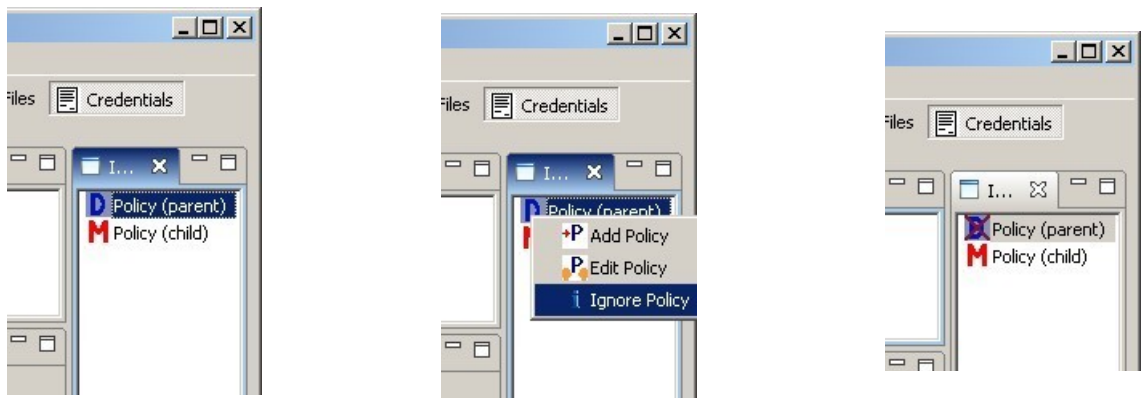 Files Credentials
I...
D Policy (parent)
M Policy (child)
Files Credentials
I...
D Policy (parent)
P Add Policy
P Edit Policy
i Ignore Policy
Files Credentials
I...
D Policy (parent)
M Policy (child)